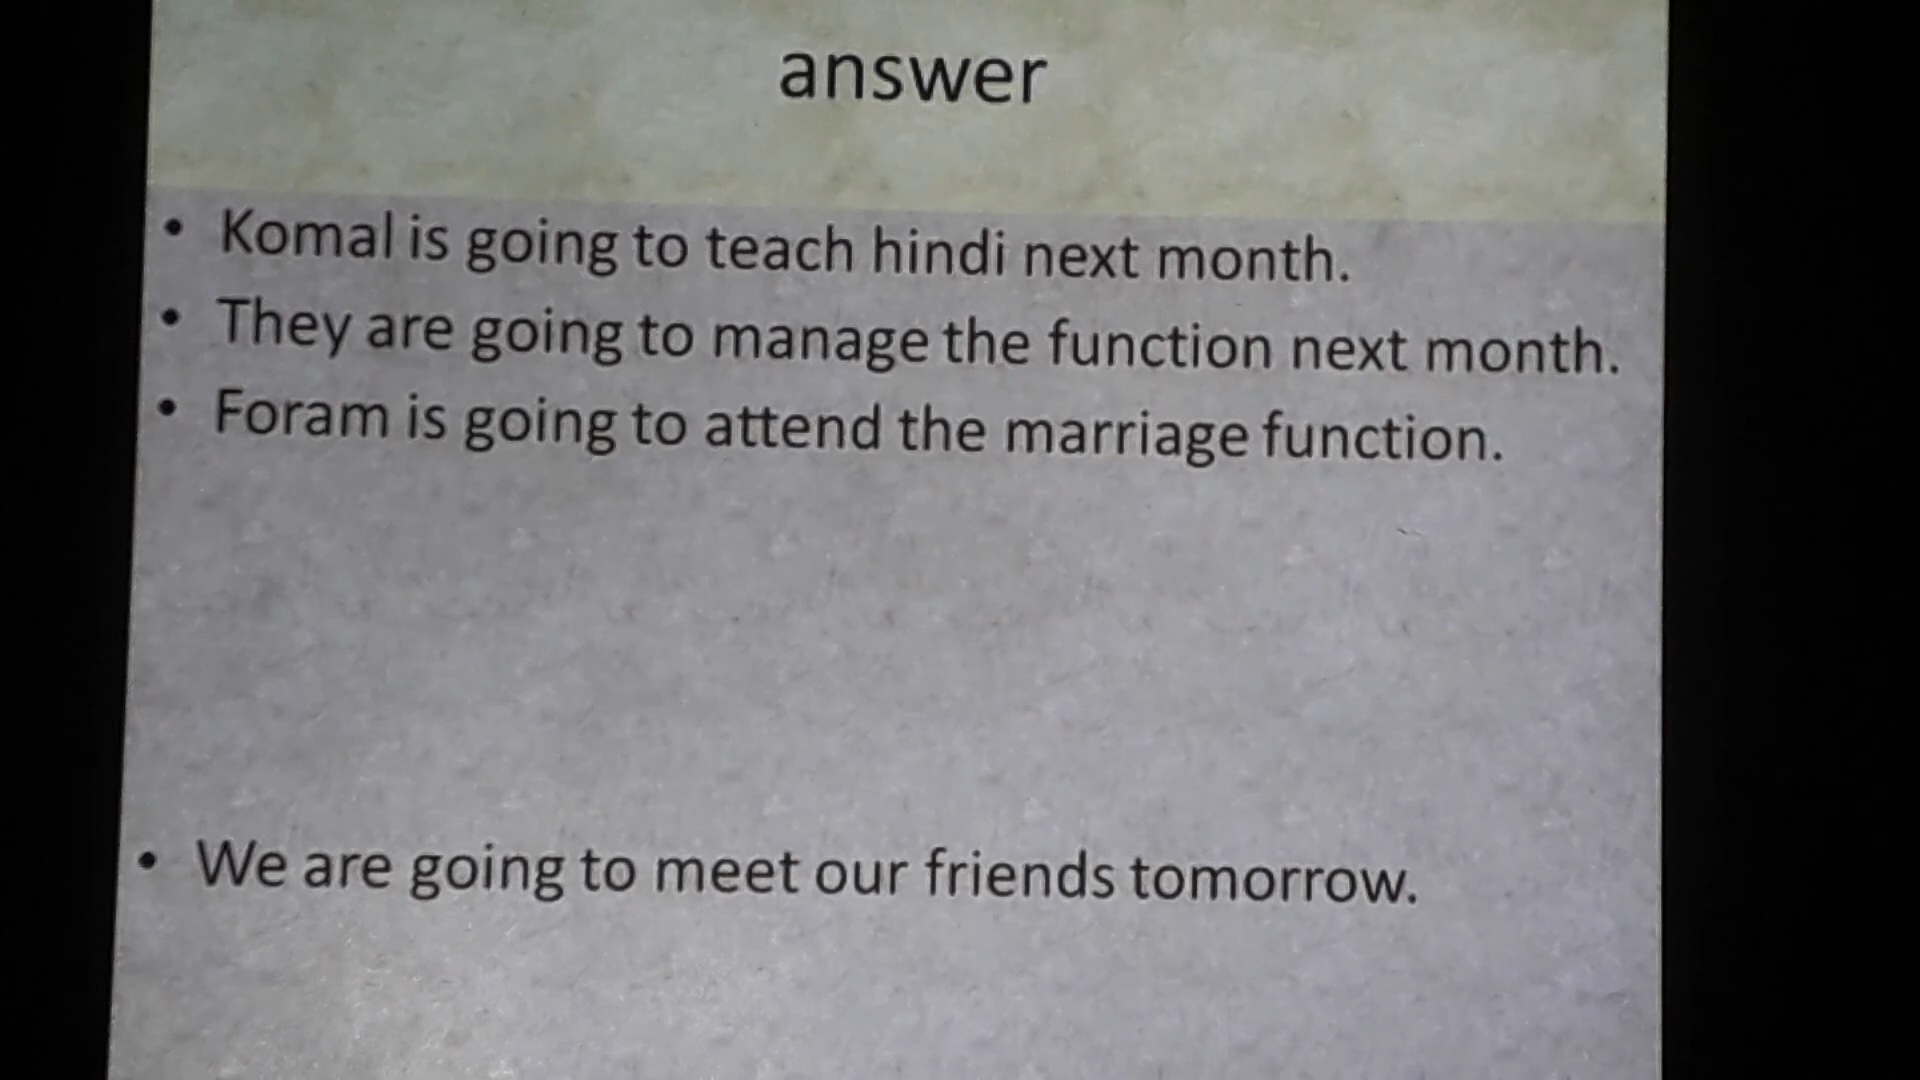 answer
• Komal is going to teach hindi next month.
• They are going to manage the function next month.
• Foram is going to attend the marriage function.
• We are going to meet our friends tomorrow.